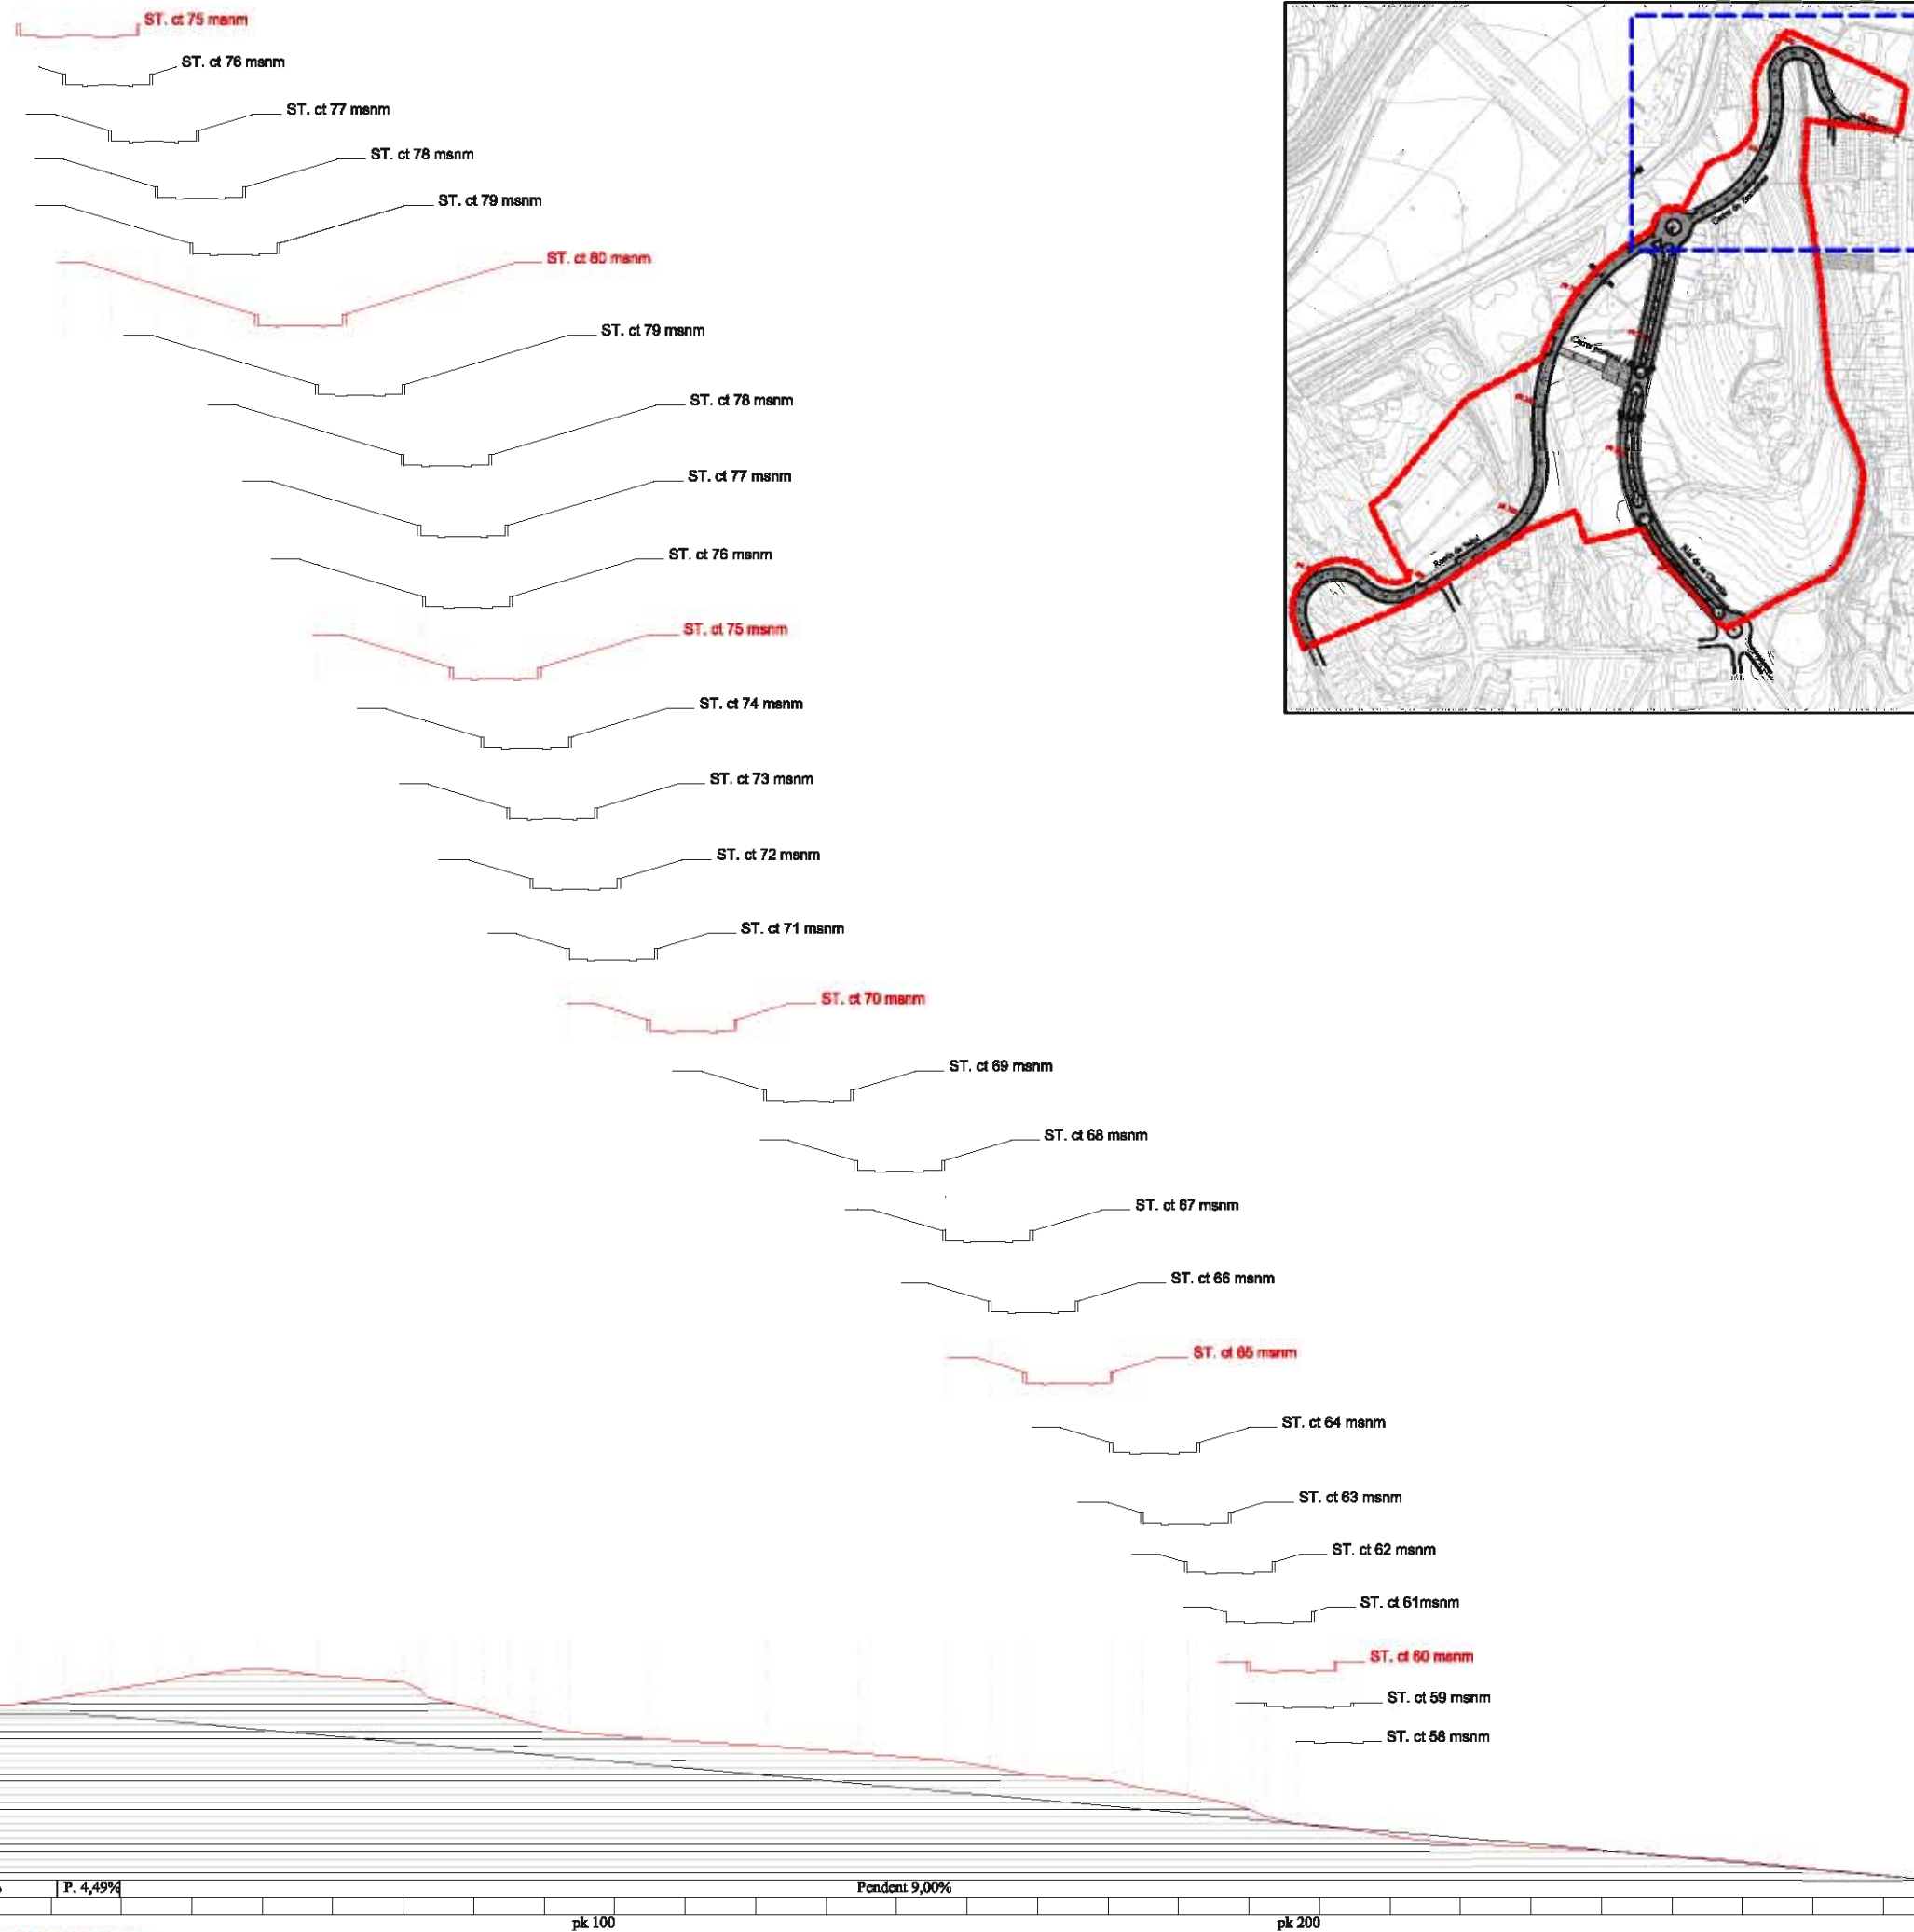 ST. ct 75 msnm
ST. ct 76 msnm
ST. ct 77 msnm
ST. ct 78 msnm
ST. ct 79 msnm
ST. ct 80 msnm
ST. ct 79 msnm
ST. ct 78 msnm
ST. ct 77 msnm
ST. ct 76 msnm
ST. ct 75 msnm
ST. ct 74 msnm
ST. ct 73 msnm
ST. ct 72 msnm
ST. ct 71 msnm
ST. ct 70 msnm
ST. ct 69 msnm
ST. ct 68 msnm
ST. ct 67 msnm
ST. ct 66 msnm
ST. ct 65 msnm
ST. ct 64 msnm
ST. ct 63 msnm
ST. ct 62 msnm
ST. ct 61msnm
ST. ct 60 msnm
ST. ct 59 msnm
ST. ct 58 msnm
P. 4,49%
Pendent 9,00%
pk 100
pk 200